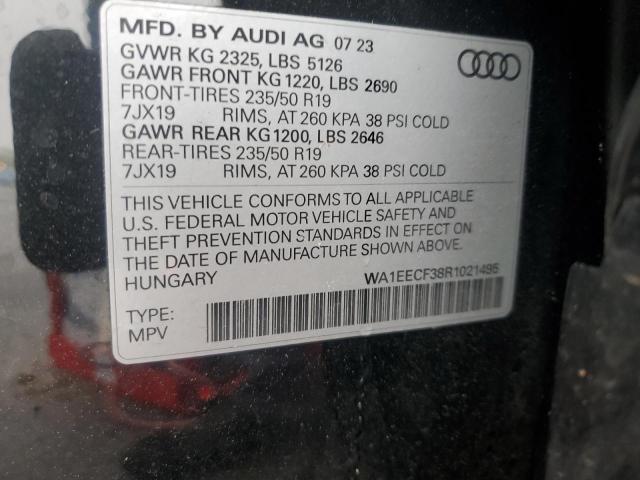 MFD. BY AUDI AG 07 23
GVWR KG 2325, LBS 5126
GAWR FRONT KG 1220, LBS 2690
FRONT-TIRES 235/50 R19
7JX19 RIMS, AT 260 KPA 38 PSI COLD
GAWR REAR KG 1200, LBS 2646
REAR-TIRES 235/50 R19
7JX19 RIMS, AT 260 KPA 38 PSI COLD
THIS VEHICLE CONFORMS TO ALL APPLICABLE
U.S. FEDERAL MOTOR VEHICLE SAFETY AND
THEFT PREVENTION STANDARDS IN EFFECT ON
THE DATE OF MANUFACTURE SHOWN ABOVE.
HUNGARY WA1EECF38R1021495
TYPE:
MPV